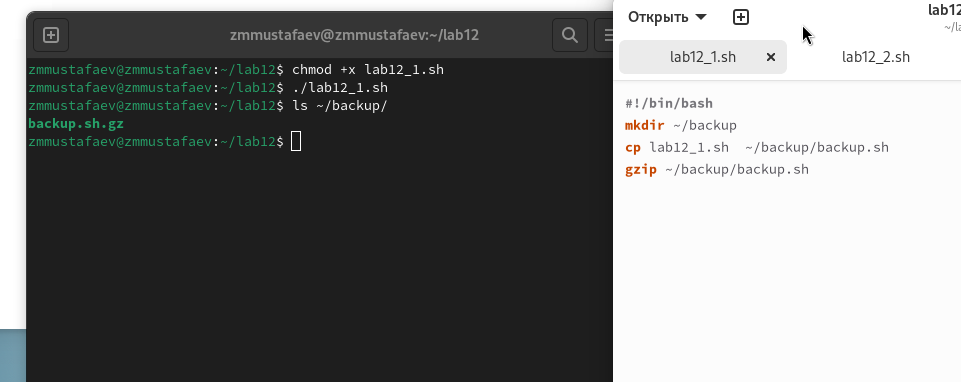 zmmustafaev@zmmustafaev:~/lab12
zmmustafaev@zmmustafaev:~/lab12$ chmod +x lab12_1.sh
zmmustafaev@zmmustafaev:~/lab12$ ./lab12_1.sh
zmmustafaev@zmmustafaev:~/lab12$ ls ~/backup/
backup.sh.gz
zmmustafaev@zmmustafaev:~/lab12$
Открыть
lab12
~/la
lab12_1.sh
lab12_2.sh
#!/bin/bash
mkdir ~/backup
cp lab12_1.sh  ~/backup/backup.sh
gzip ~/backup/backup.sh